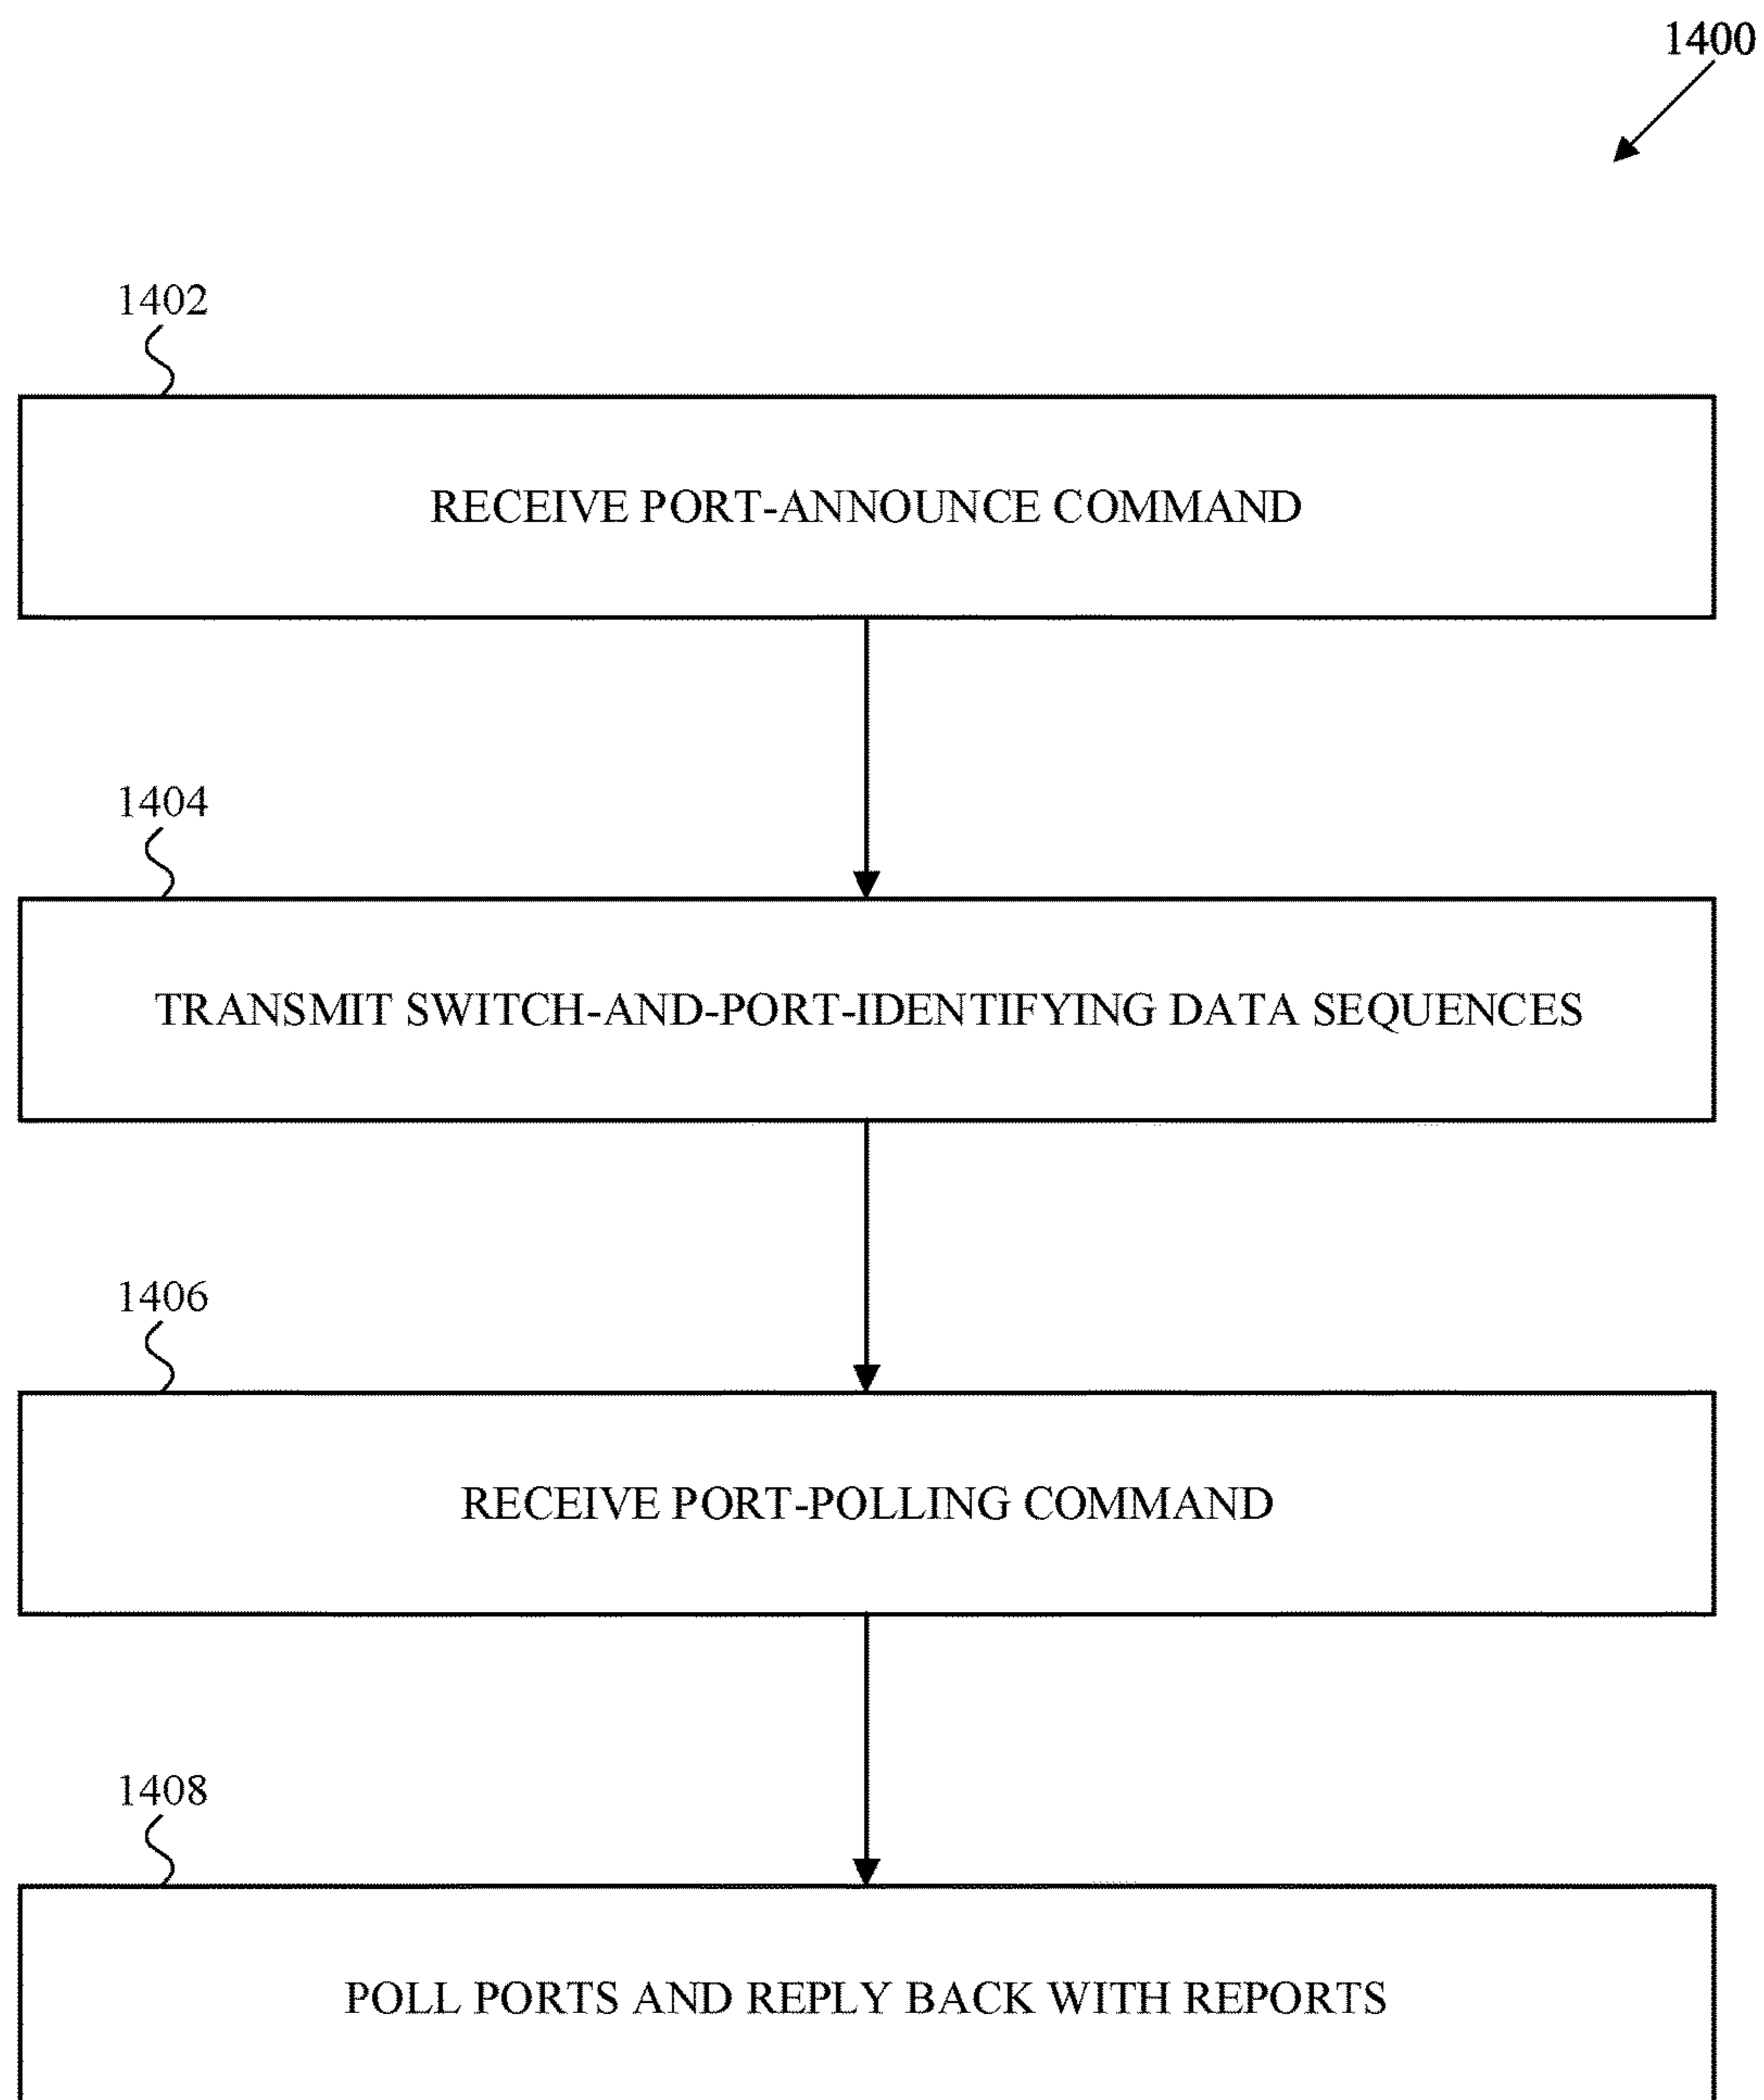 1400
1402
RECEIVE PORT-ANNOUNCE COMMAND
1404
TRANSMIT SWITCH-AND-PORT-IDENTIFYING DATA SEQUENCES
1406
RECEIVE PORT-POLLING COMMAND
1408
POLL PORTS AND REPLY BACK WITH REPORTS